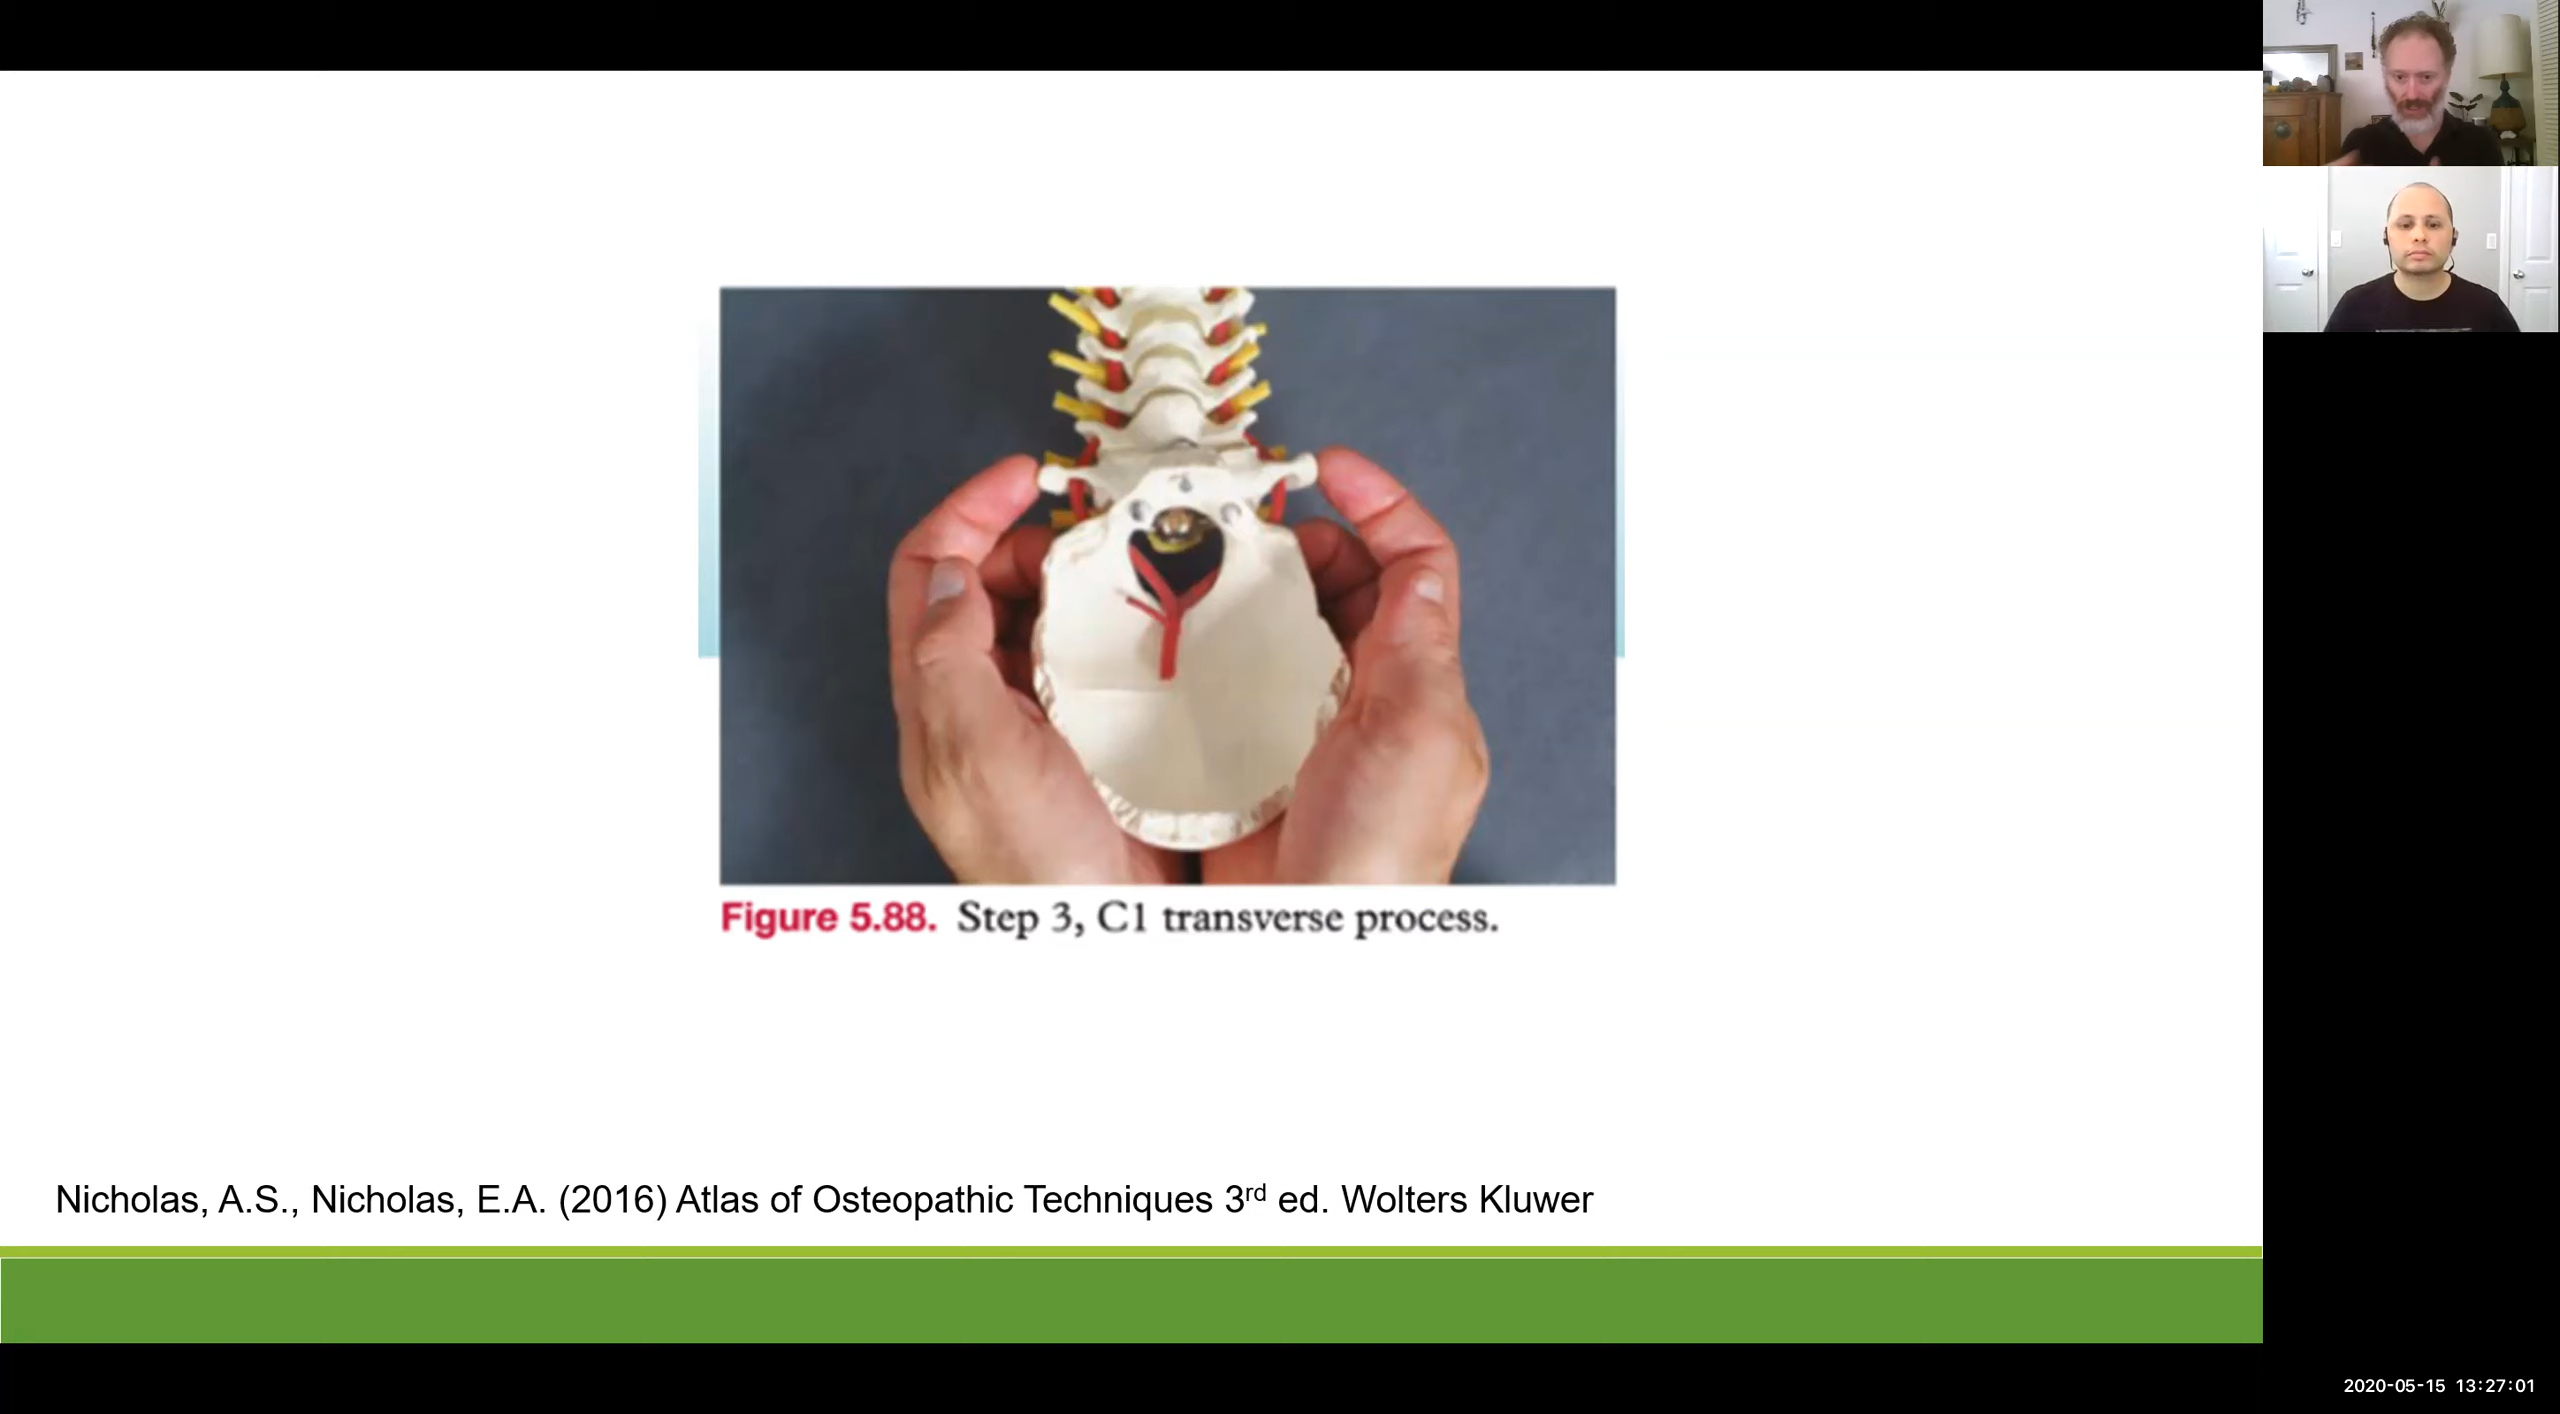 Figure 5.88. Step 3, C1 transverse process.
Nicholas, A.S., Nicholas, E.A. (2016) Atlas of Osteopathic Techniques 3rd ed. Wolters Kluwer
2020-05-15 13:27:01